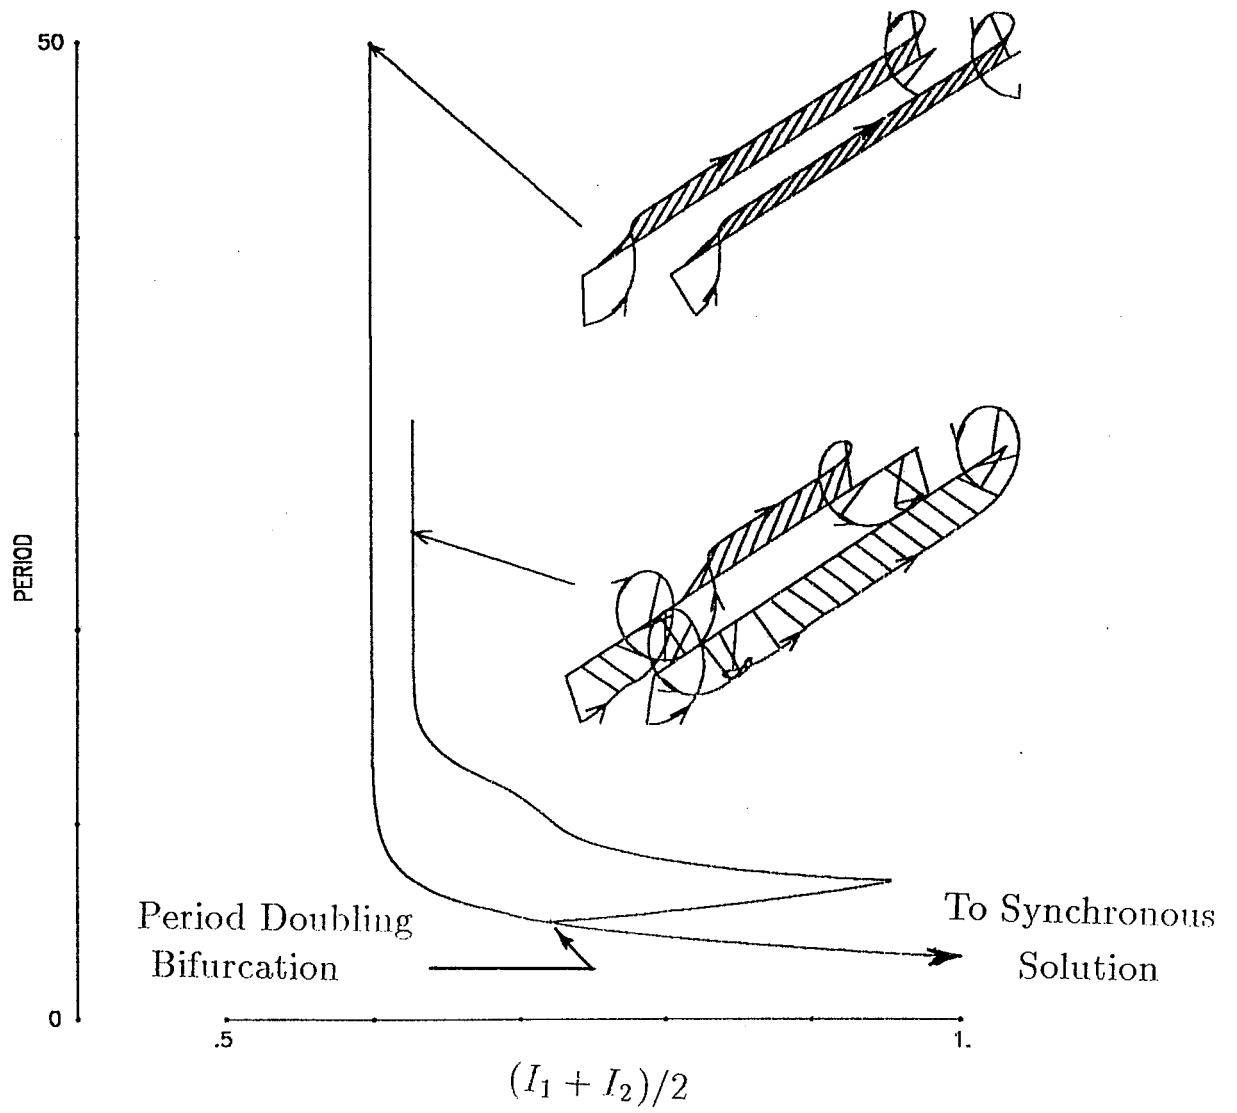 50
PERIOD
Period Doubling
Bifurcation
To Synchronous
Solution
0
.5
1.
(I₁ + I₂)/2